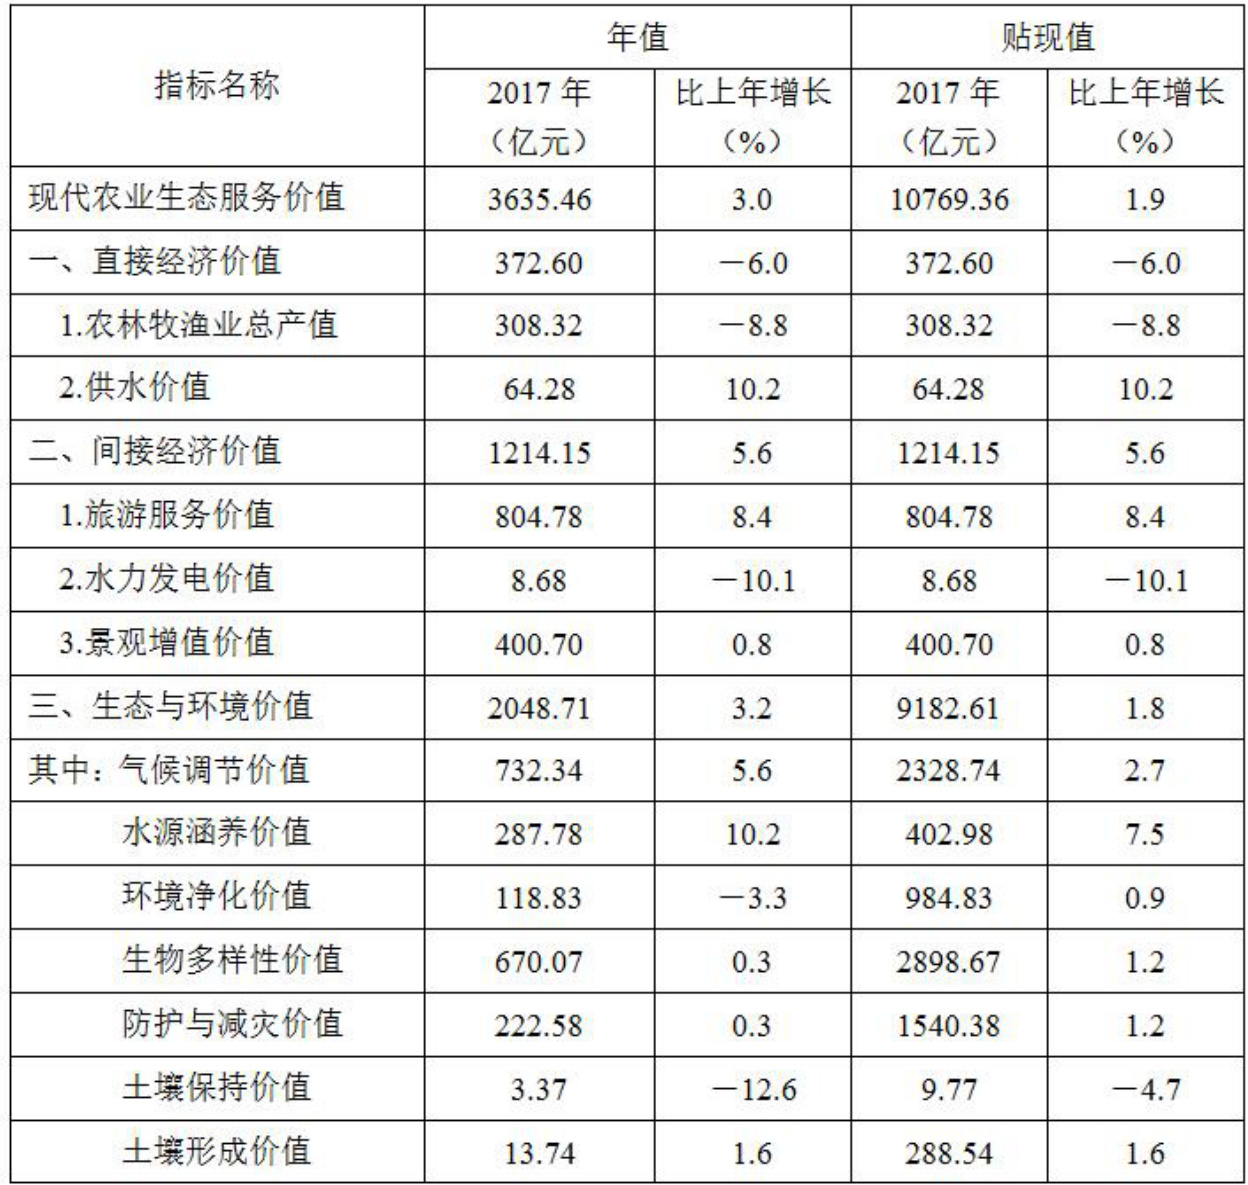 指标名称 年值 贴现值
2017 年 比上年增长 2017 年 比上年增长
（亿元） （%） （亿元） （%）
现代农业生态服务价值 3635.46 3.0 10769.36 1.9
一、直接经济价值 372.60 －6.0 372.60 －6.0
1.农林牧渔业总产值 308.32 －8.8 308.32 －8.8
2.供水价值 64.28 10.2 64.28 10.2
二、间接经济价值 1214.15 5.6 1214.15 5.6
1.旅游服务价值 804.78 8.4 804.78 8.4
2.水力发电价值 8.68 －10.1 8.68 －10.1
3.景观增值价值 400.70 0.8 400.70 0.8
三、生态与环境价值 2048.71 3.2 9182.61 1.8
其中：气候调节价值 732.34 5.6 2328.74 2.7
水源涵养价值 287.78 10.2 402.98 7.5
环境净化价值 118.83 －3.3 984.83 0.9
生物多样性价值 670.07 0.3 2898.67 1.2
防护与减灾价值 222.58 0.3 1540.38 1.2
土壤保持价值 3.37 －12.6 9.77 －4.7
土壤形成价值 13.74 1.6 288.54 1.6